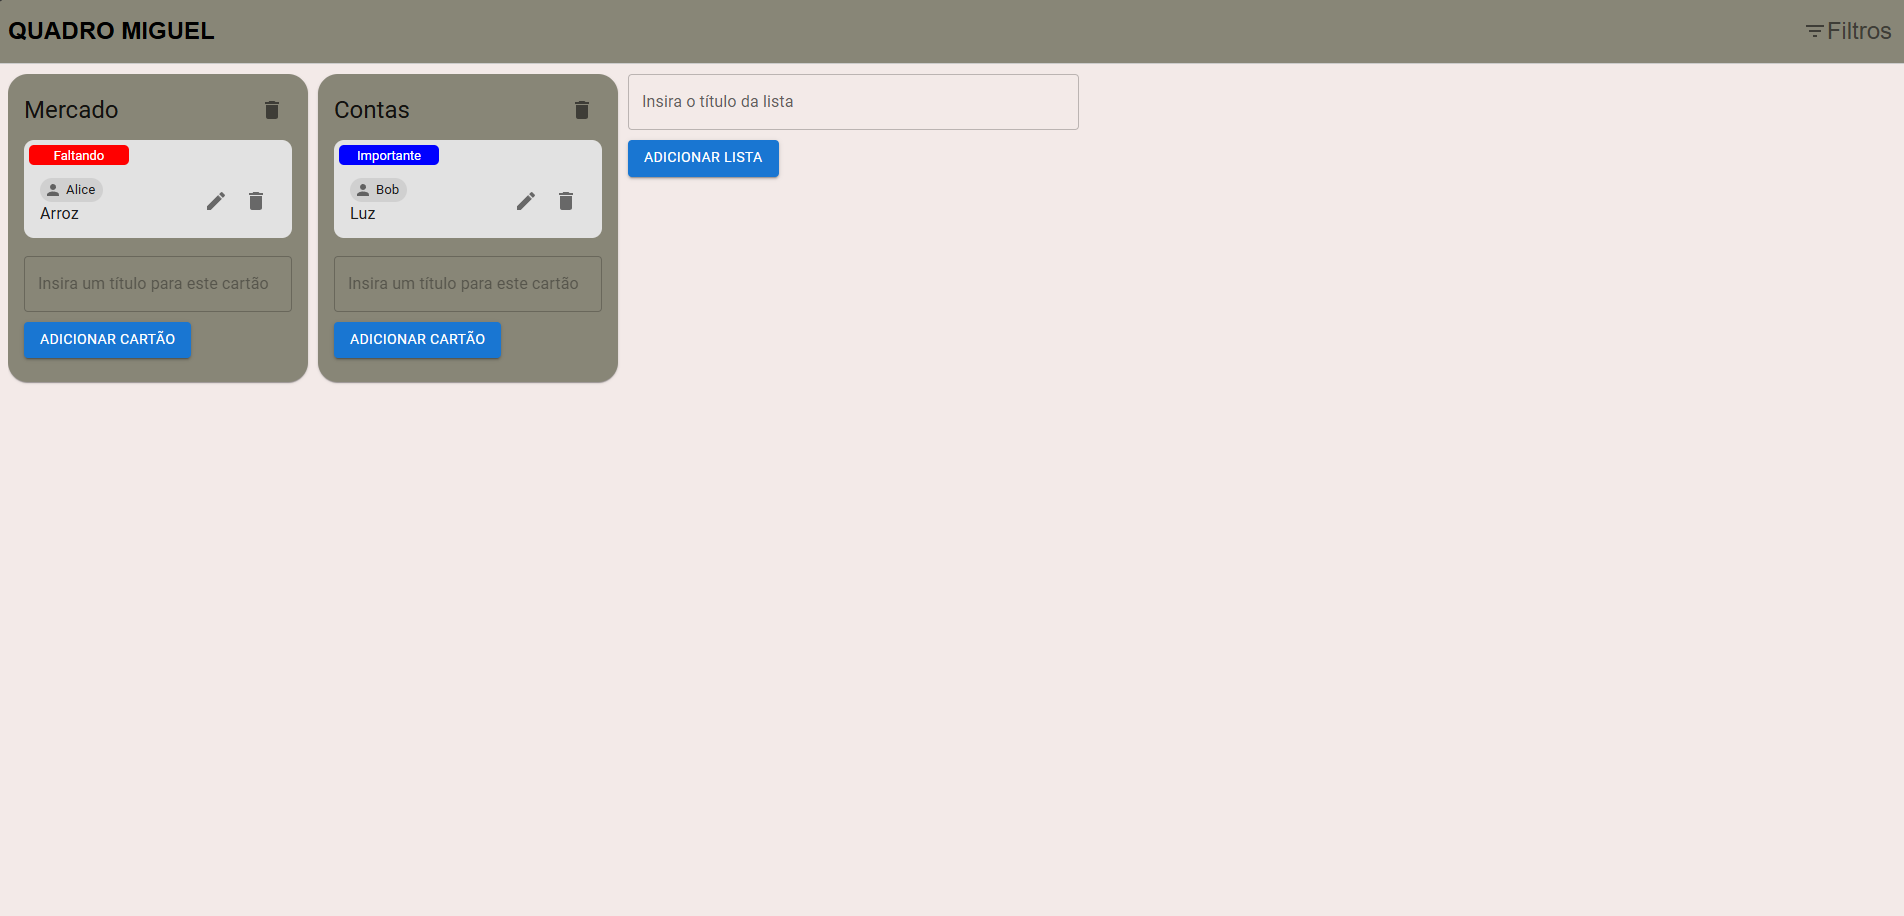 QUADRO MIGUEL
Filtros
Mercado
Faltando
Alice
Arroz
Insira um título para este cartão
ADICIONAR CARTÃO
Contas
Importante
Bob
Luz
Insira um título para este cartão
ADICIONAR CARTÃO
Insira o título da lista
ADICIONAR LISTA